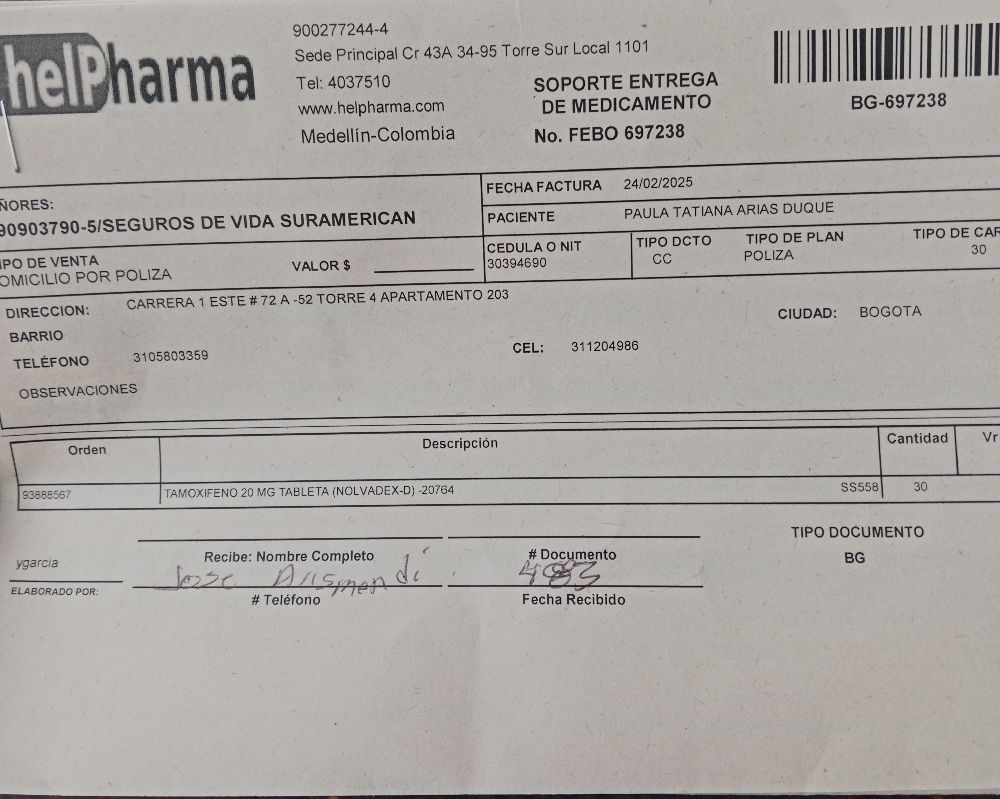 helPharma
900277244-4
Sede Principal Cr 43A 34-95 Torre Sur Local 1101
Tel: 4037510
www.helpharma.com
Medellín-Colombia
SOPORTE ENTREGA
DE MEDICAMENTO
No. FEBO 697238
BG-697238
ÑORES:
90903790-5/SEGUROS DE VIDA SURAMERICAN
FECHA FACTURA 24/02/2025
PACIENTE PAULA TATIANA ARIAS DUQUE
IPO DE VENTA
OMICILIO POR POLIZA
VALOR $
CEDULA O NIT
30394690
TIPO DCTO
CC
TIPO DE PLAN
POLIZA
TIPO DE CAR
30
DIRECCION: CARRERA 1 ESTE # 72 A -52 TORRE 4 APARTAMENTO 203
CIUDAD: BOGOTA
BARRIO
TELÉFONO 3105803359
CEL: 311204986
OBSERVACIONES
Orden Descripción Cantidad Vr
93888567 TAMOXIFENO 20 MG TABLETA (NOLVADEX-D) -20764 SS558 30
TIPO DOCUMENTO
BG
Recibe: Nombre Completo
# Documento
ygarcia
Jose Arismendi
ELABORADO POR:
# Teléfono
Fecha Recibido